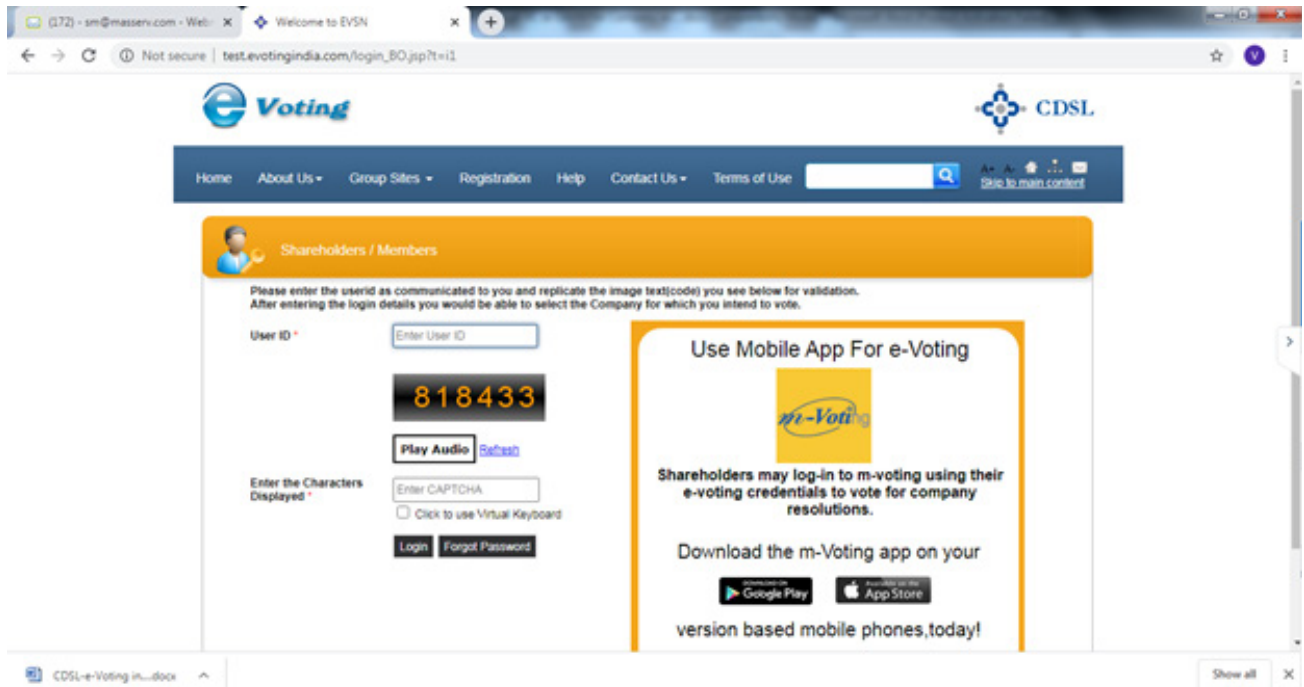 (172) - sm@masserv.com - Web
Welcome to EVSN
Not secure | test.evotingindia.com/login_BO.jsp?t=i1
V
e Voting
CDSL
Home About Us Group Sites Registration Help Contact Us Terms of Use
A+ A-
Skip to main content
Shareholders / Members
Please enter the userid as communicated to you and replicate the image text(code) you see below for validation.
After entering the login details you would be able to select the Company for which you intend to vote.
User ID *
Enter User ID
818433
Play Audio Refresh
Enter the Characters
Displayed *
Enter CAPTCHA
Click to use Virtual Keyboard
Login Forgot Password
Use Mobile App For e-Voting
m-Voting
Shareholders may log-in to m-voting using their
e-voting credentials to vote for company
resolutions.
Download the m-Voting app on your
Google Play
App Store
version based mobile phones,today!
CDSL-e-Voting in....docx
Show all